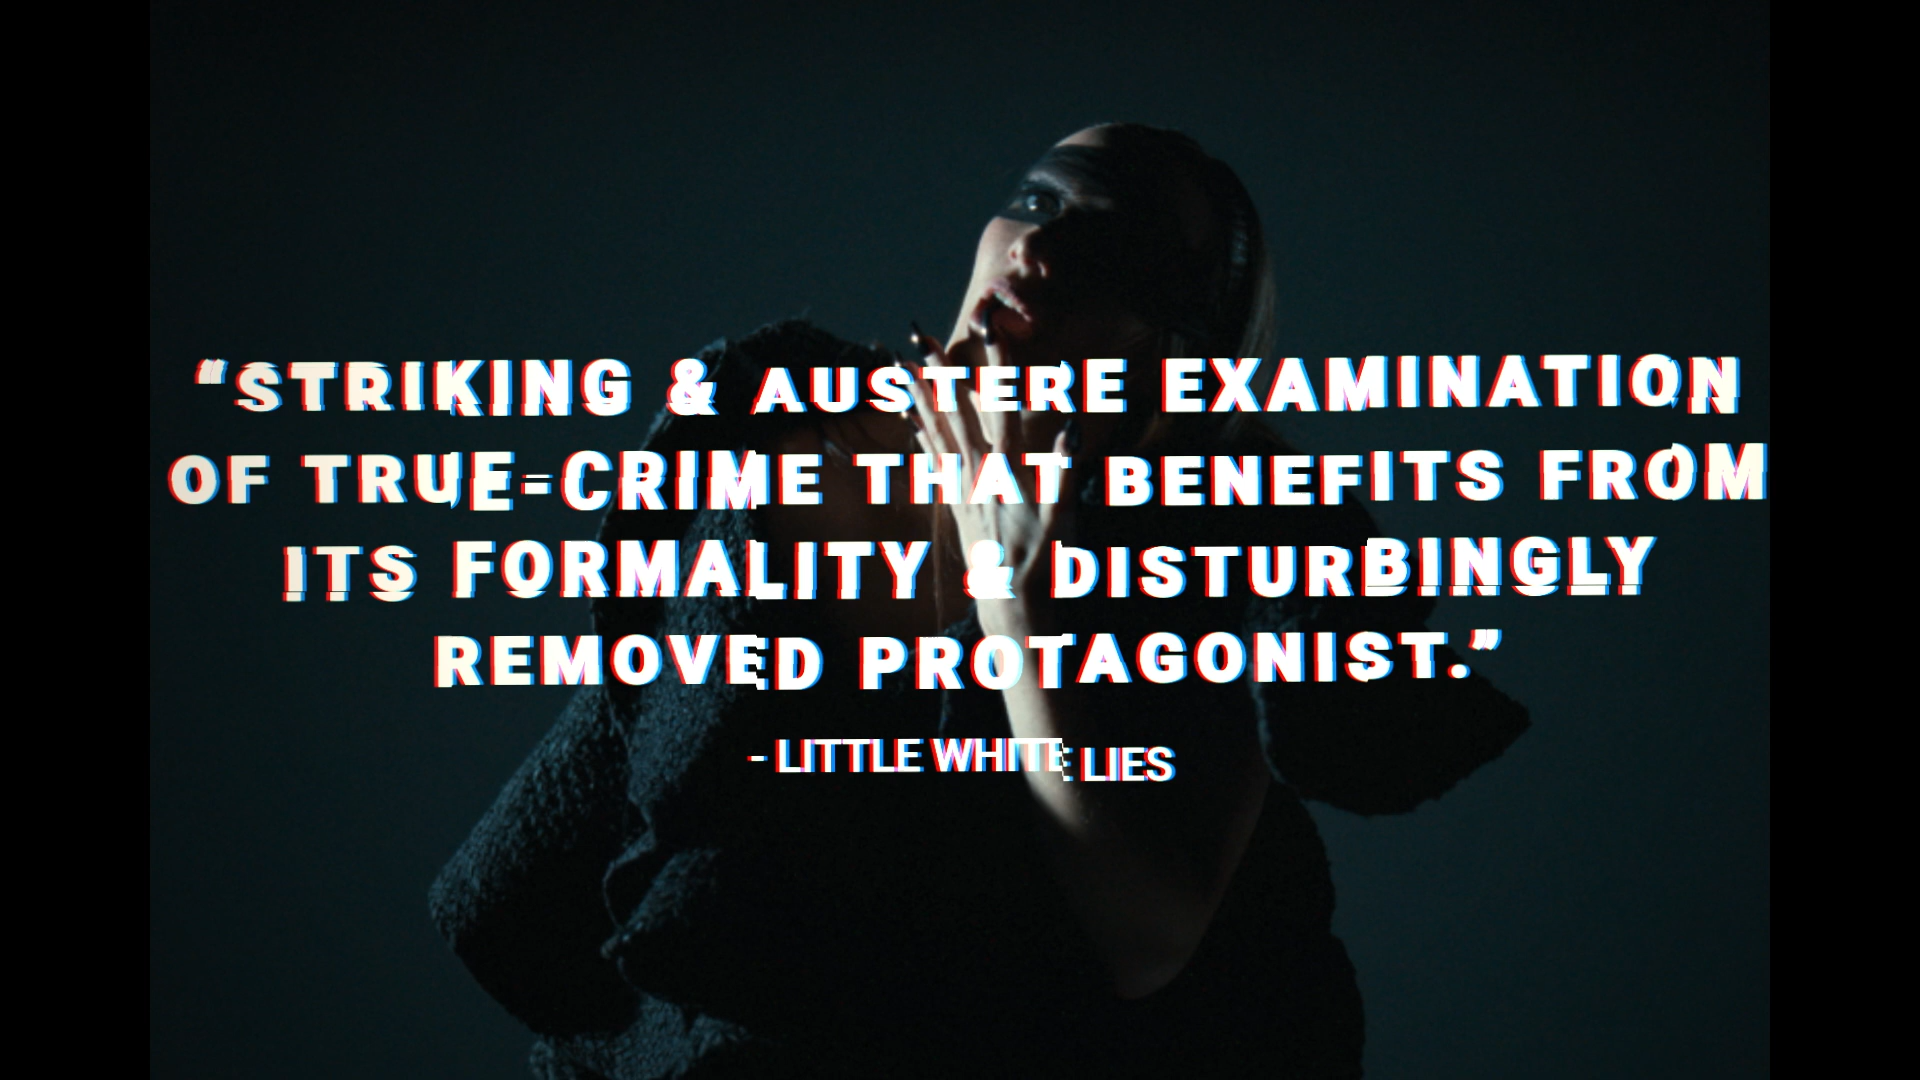 “STRIKING & AUSTERE EXAMINATION
OF TRUE-CRIME THAT BENEFITS FROM
ITS FORMALITY & DISTURBINGLY
REMOVED PROTAGONIST.”
- LITTLE WHITE LIES